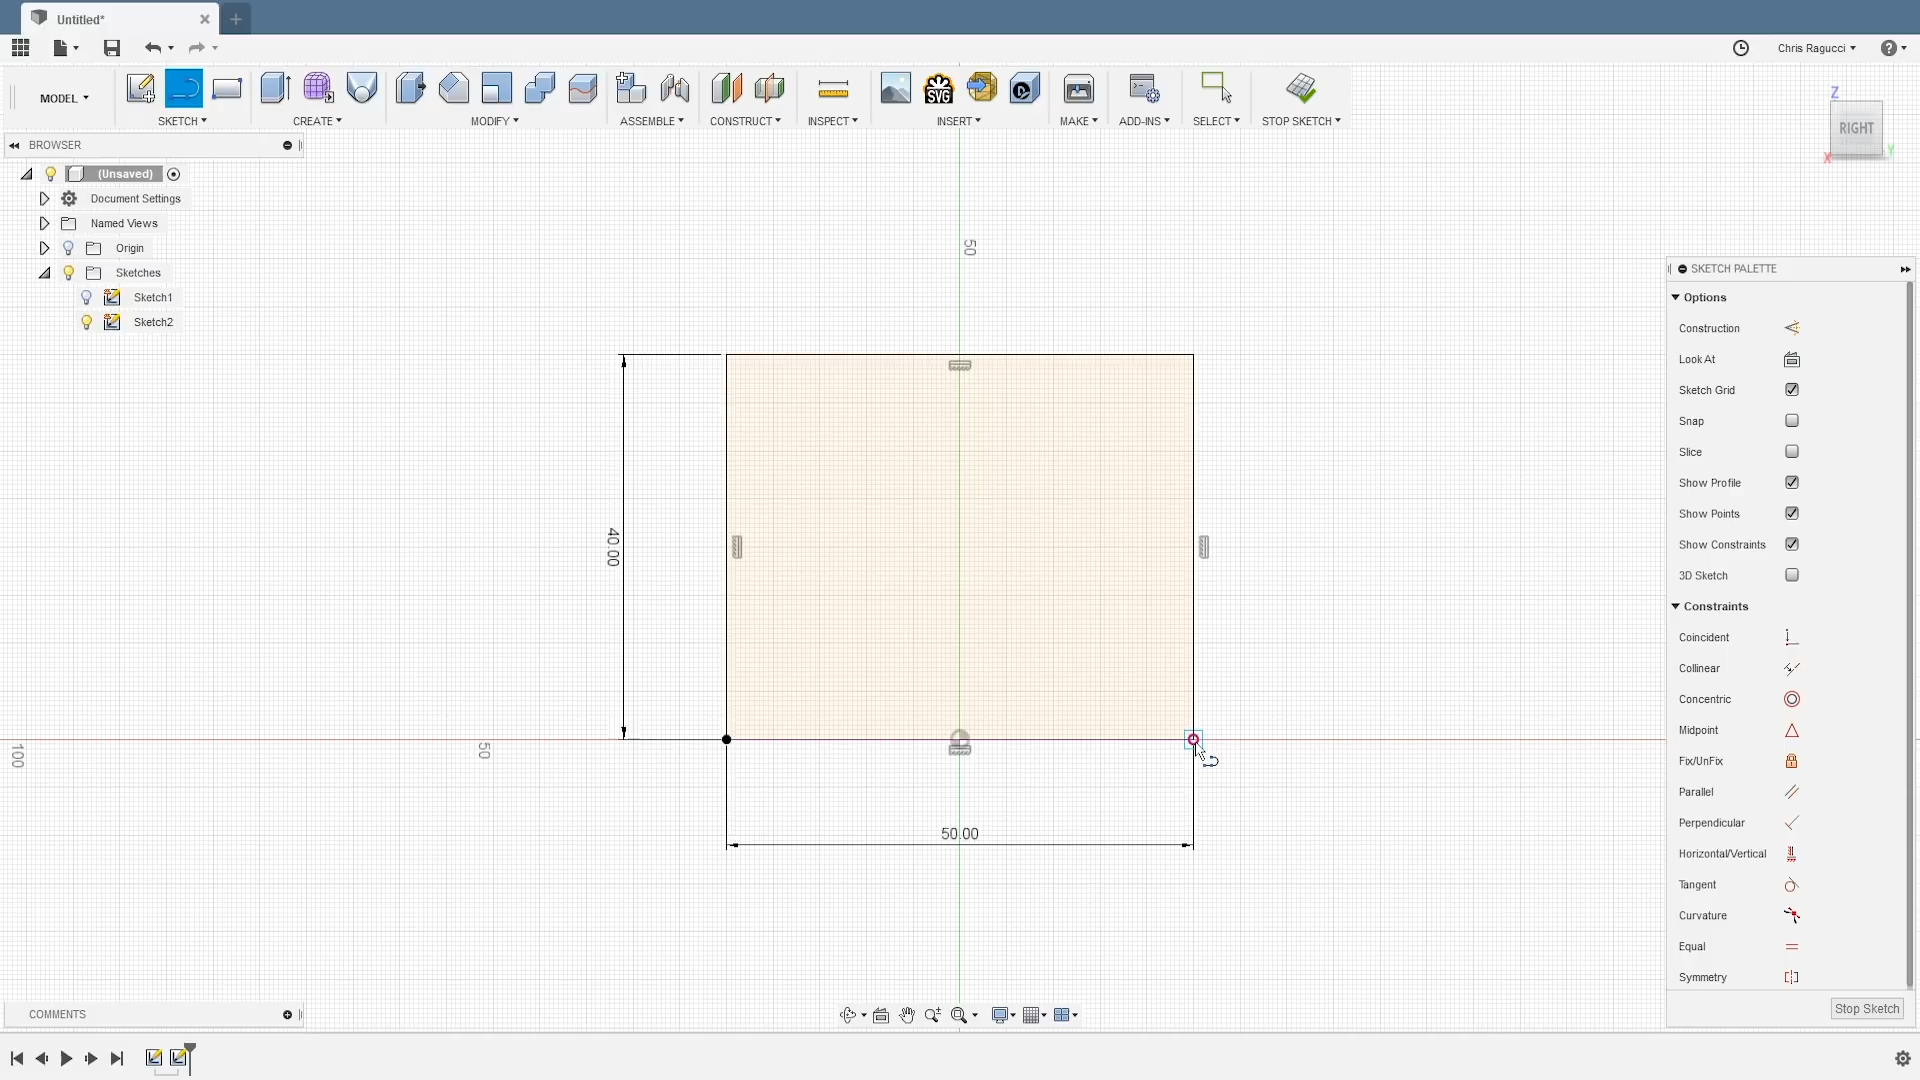 Untitled*
Chris Ragucci
MODEL
SKETCH
CREATE
MODIFY
ASSEMBLE
CONSTRUCT
INSPECT
SVG
INSERT
MAKE
ADD-INS
SELECT
STOP SKETCH
Z
RIGHT
X
Y
BROWSER
(Unsaved)
Document Settings
Named Views
Origin
Sketches
Sketch1
Sketch2
50
40.00
100
50
50.00
SKETCH PALETTE
Options
Construction
Look At
Sketch Grid
Snap
Slice
Show Profile
Show Points
Show Constraints
3D Sketch
Constraints
Coincident
Collinear
Concentric
Midpoint
Fix/UnFix
Parallel
Perpendicular
Horizontal/Vertical
Tangent
Curvature
Equal
Symmetry
Stop Sketch
COMMENTS